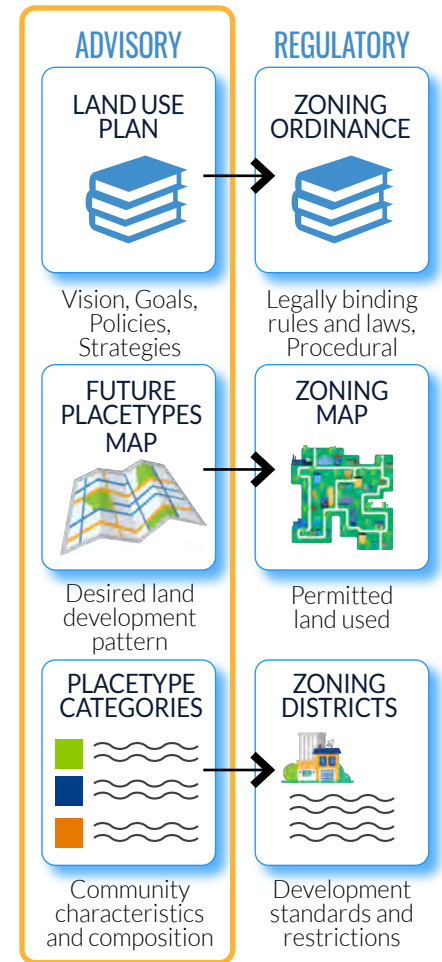 ADVISORY
REGULATORY
LAND USE
PLAN
ZONING
ORDINANCE
Vision, Goals,
Policies,
Strategies
Legally binding
rules and laws,
Procedural
FUTURE
PLACETYPES
MAP
ZONING
MAP
Desired land
development
pattern
Permitted
land used
PLACETYPE
CATEGORIES
ZONING
DISTRICTS
Community
characteristics
and composition
Development
standards and
restrictions